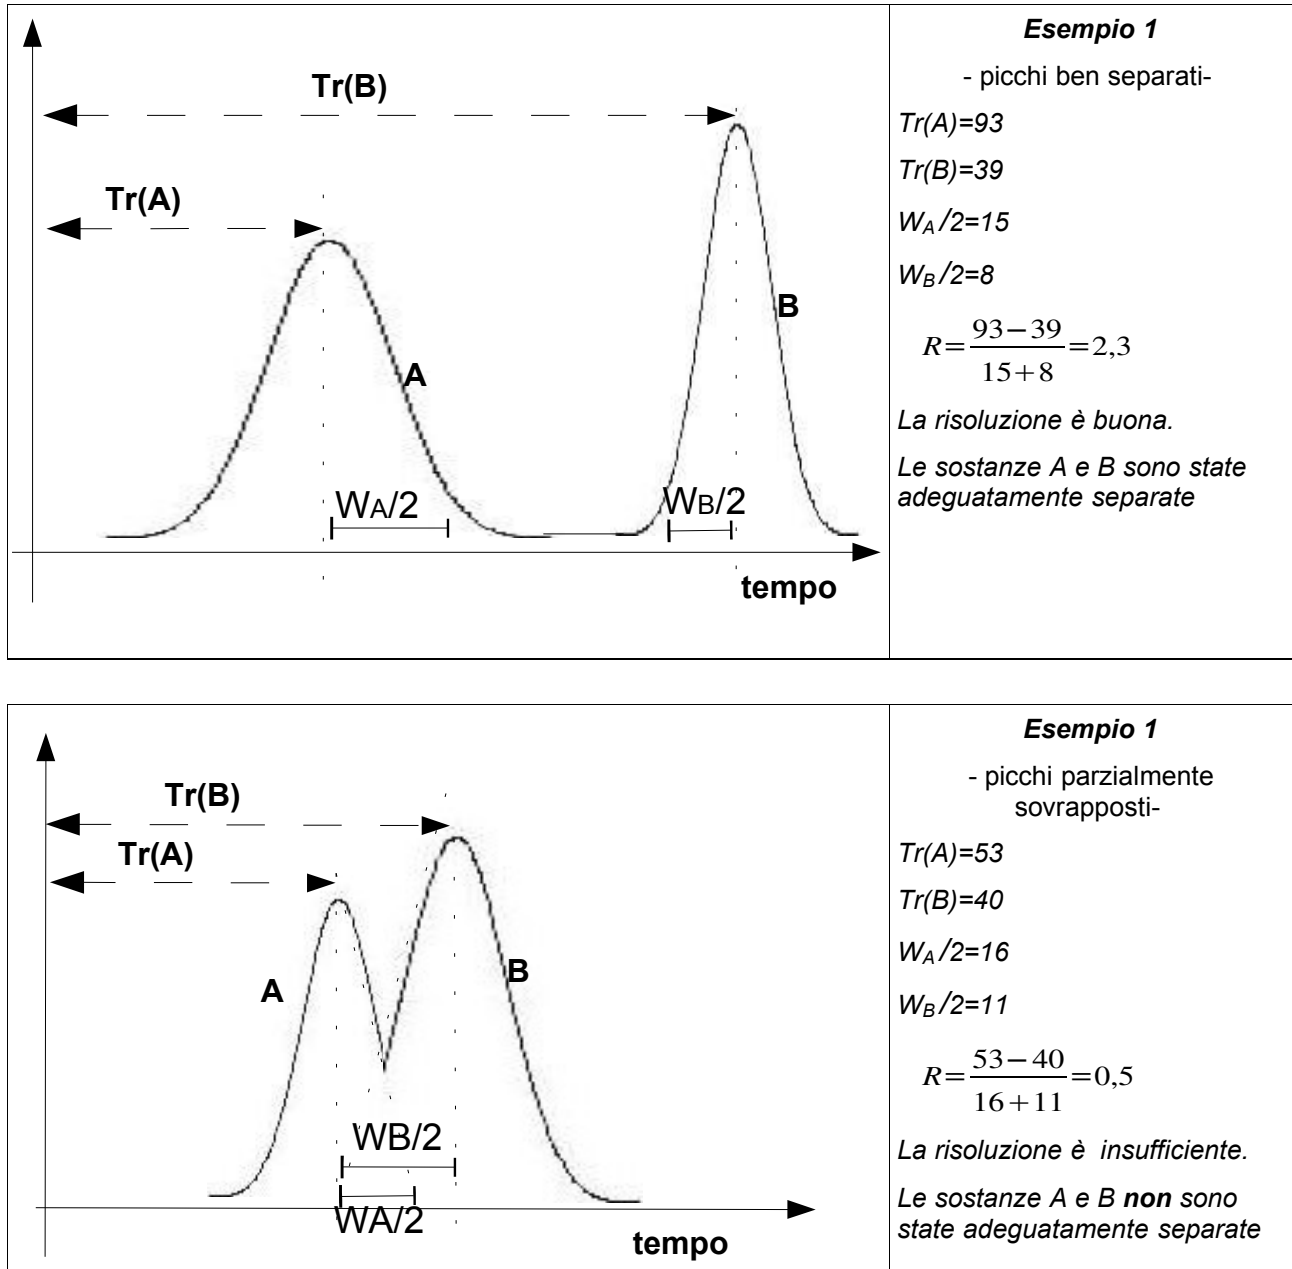 Tr(B)
Tr(A)
A
B
WA/2
WB/2
tempo
Esempio 1
- picchi ben separati-
Tr(A)=93
Tr(B)=39
WA/2=15
WB/2=8
R=93−39/15+8=2,3
La risoluzione è buona.
Le sostanze A e B sono state
adeguatamente separate
Tr(B)
Tr(A)
A
B
WB/2
WA/2
tempo
Esempio 1
- picchi parzialmente
sovrapposti-
Tr(A)=53
Tr(B)=40
WA/2=16
WB/2=11
R=53−40/16+11=0,5
La risoluzione è insufficiente.
Le sostanze A e B non sono
state adeguatamente separate